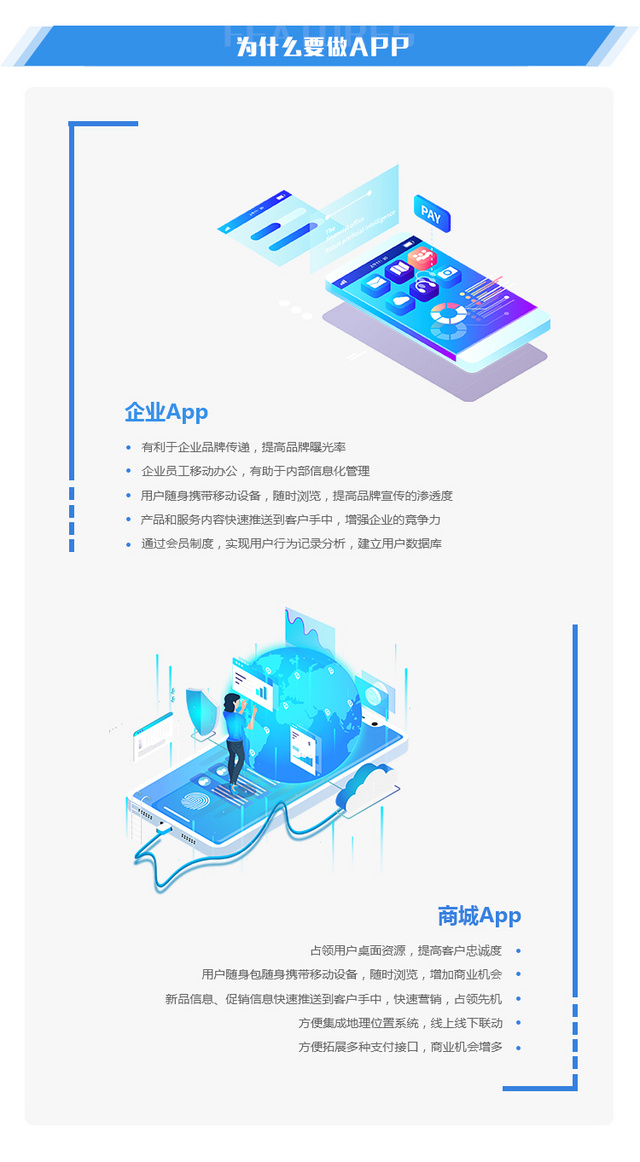 FEATURES
为什么要做APP
PAY
企业App
有利于企业品牌传递，提高品牌曝光率
企业员工移动办公，有助于内部信息化管理
用户随身携带移动设备，随时浏览，提高品牌宣传的渗透度
产品和服务内容快速推送到客户手中，增强企业的竞争力
通过会员制度，实现用户行为记录分析，建立用户数据库
商城App
占领用户桌面资源，提高客户忠诚度
用户随身包随身携带移动设备，随时浏览，增加商业机会
新品信息、促销信息快速推送到客户手中，快速营销，占领先机
方便集成地理位置系统，线上线下联动
方便拓展多种支付接口，商业机会增多